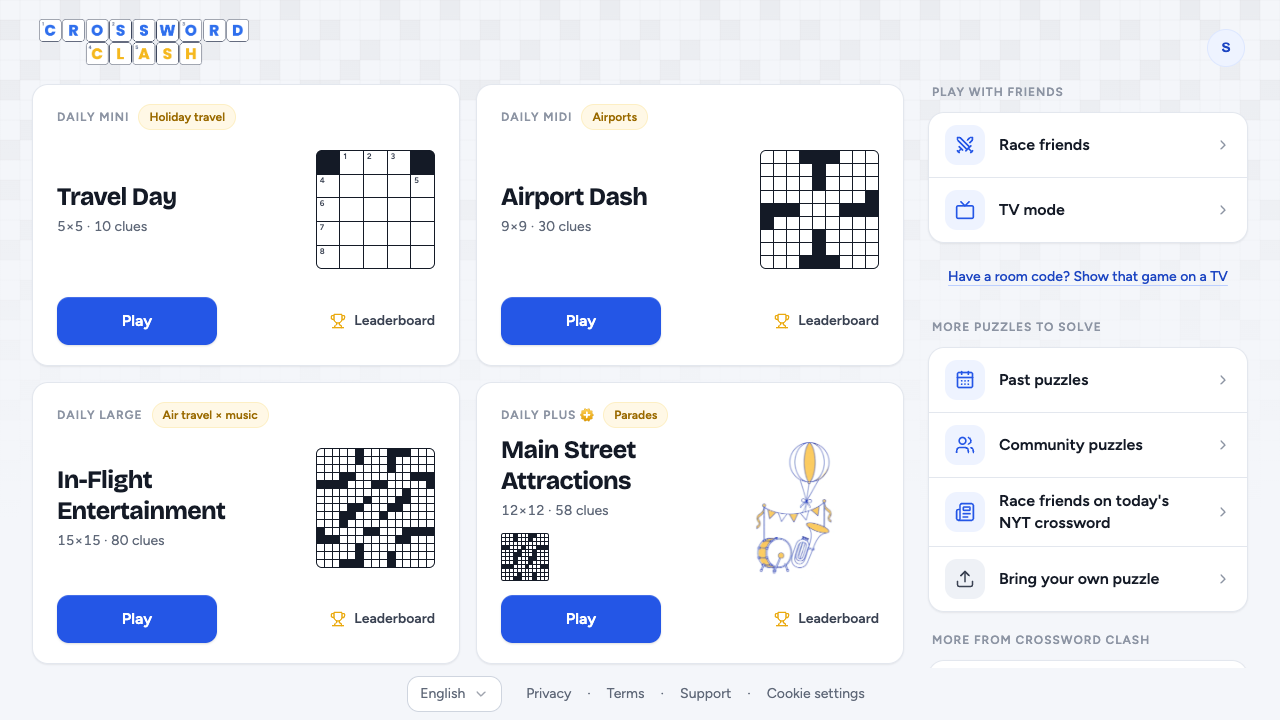 CROSSWORD
CLASH
S
DAILY MINI Holiday travel
Travel Day
5×5 · 10 clues
1 2 3
4 5
6
7
8
Play
Leaderboard
DAILY MIDI Airports
Airport Dash
9×9 · 30 clues
Play
Leaderboard
DAILY LARGE Air travel × music
In-Flight
Entertainment
15×15 · 80 clues
Play
Leaderboard
DAILY PLUS Parades
Main Street
Attractions
12×12 · 58 clues
Play
Leaderboard
PLAY WITH FRIENDS
Race friends
TV mode
Have a room code? Show that game on a TV
MORE PUZZLES TO SOLVE
Past puzzles
Community puzzles
Race friends on today's
NYT crossword
Bring your own puzzle
MORE FROM CROSSWORD CLASH
English
Privacy · Terms · Support · Cookie settings